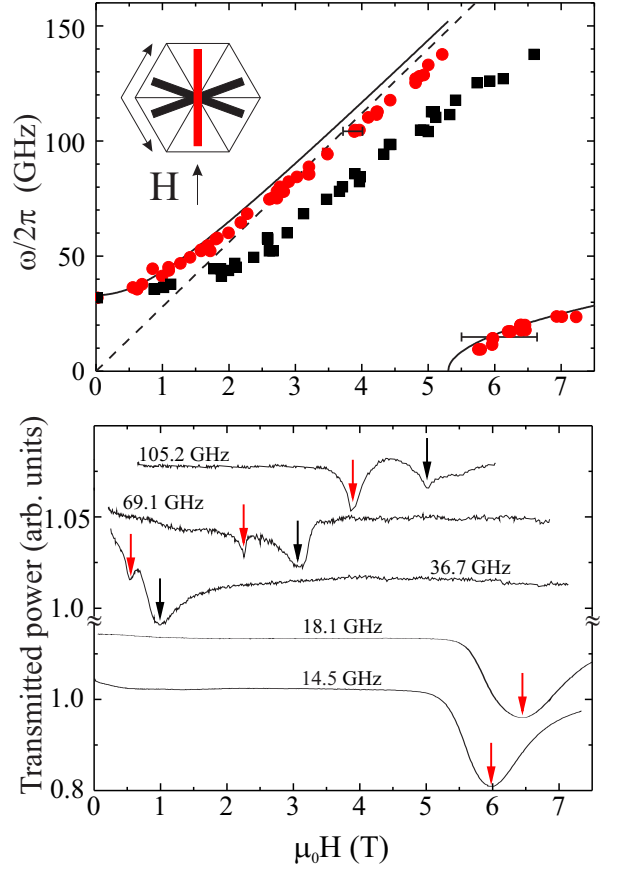 150
100
50
0
ω/2π (GHz)
H
0 1 2 3 4 5 6 7
105.2 GHz
69.1 GHz
36.7 GHz
18.1 GHz
14.5 GHz
1.05
1.0
1.0
0.8
Transmitted power (arb. units)
0 1 2 3 4 5 6 7
μ₀H (T)